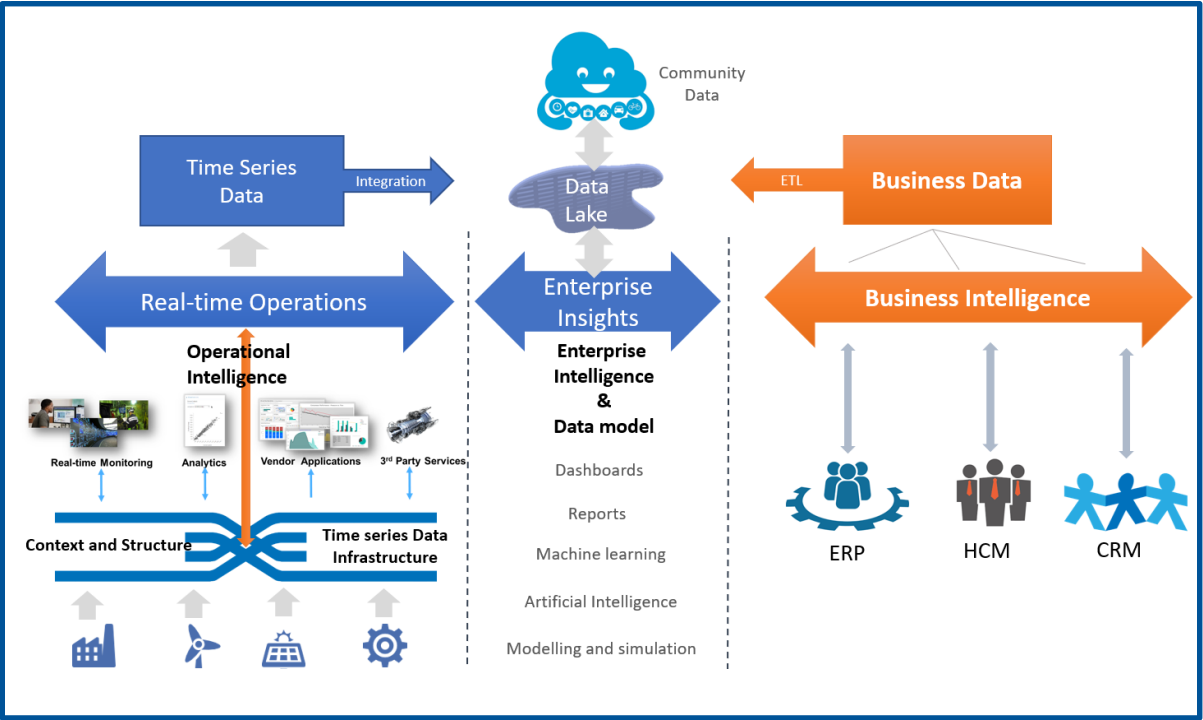 Community
Data
Time Series
Data
Integration
Data
Lake
ETL
Business Data
Real-time Operations
Enterprise
Insights
Business Intelligence
Operational
Intelligence
Enterprise
Intelligence
&
Data model
Real-time Monitoring
Analytics
Vendor Applications
3rd Party Services
Dashboards
Reports
Machine learning
Artificial Intelligence
Modelling and simulation
Context and Structure
Time series Data
Infrastructure
ERP
HCM
CRM